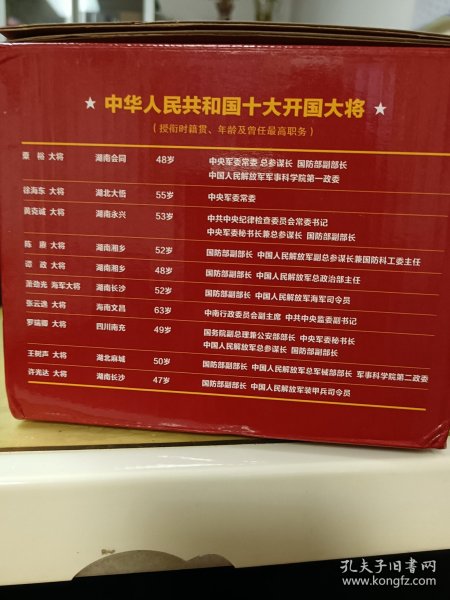 ★ 中华人民共和国十大开国大将 ★
(授衔时籍贯、年龄及曾任最高职务)
粟 裕 大将 湖南会同 48岁 中央军委常委 总参谋长 国防部副部长
中国人民解放军军事科学院第一政委
徐海东 大将 湖北大悟 55岁 中央军委常委
黄克诚 大将 湖南永兴 53岁 中共中央纪律检查委员会常委书记
中央军委秘书长兼总参谋长 国防部副部长
陈 赓 大将 湖南湘乡 52岁 国防部副部长 中国人民解放军副总参谋长兼国防科工委主任
谭 政 大将 湖南湘乡 48岁 国防部副部长 中国人民解放军总政治部主任
萧劲光 海军大将 湖南长沙 52岁 国防部副部长 中国人民解放军海军司令员
张云逸 大将 海南文昌 63岁 中南行政委员会副主席 中共中央监委副书记
罗瑞卿 大将 四川南充 49岁 国务院副总理兼公安部部长 中央军委秘书长
中国人民解放军总参谋长 国防部副部长
王树声 大将 湖北麻城 50岁 国防部副部长 中国人民解放军总军械部部长 军事科学院第二政委
许光达 大将 湖南长沙 47岁 国防部副部长 中国人民解放军装甲兵司令员
孔夫子旧书网
www.kongfz.com